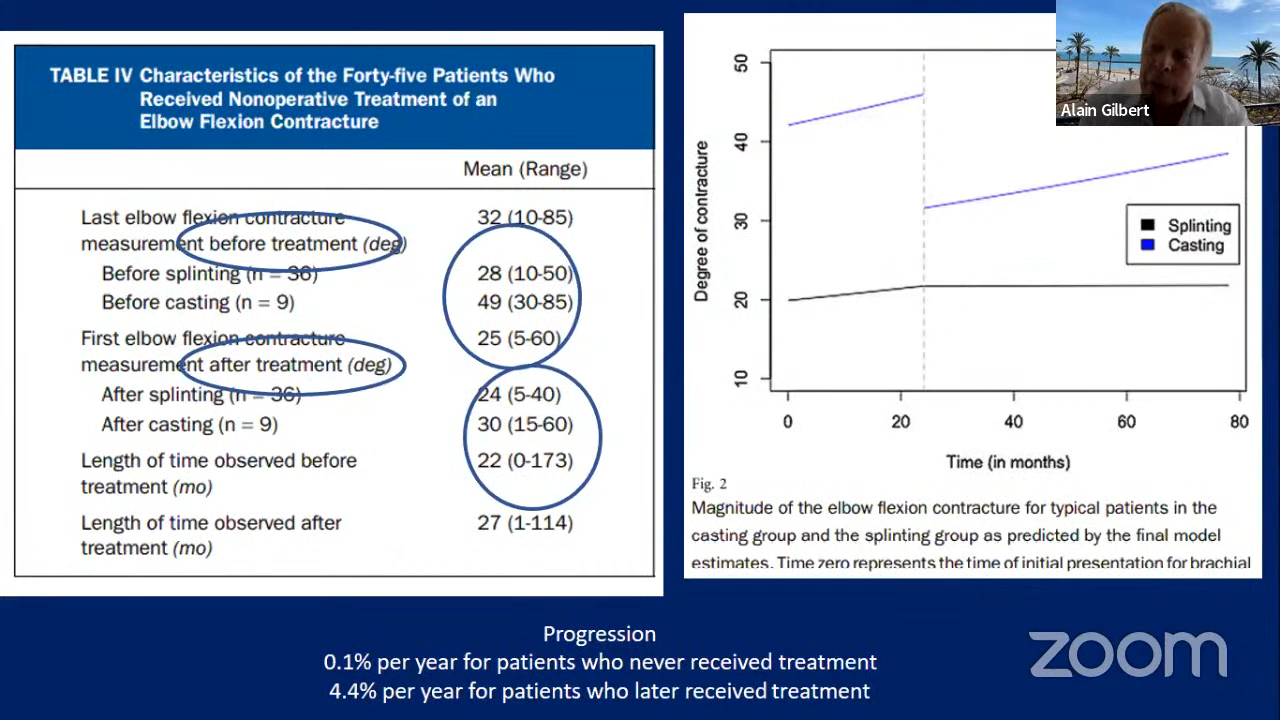 TABLE IV Characteristics of the Forty-five Patients Who
Received Nonoperative Treatment of an
Elbow Flexion Contracture
Mean (Range)
Last elbow flexion contracture
measurement before treatment (deg) 32 (10-85)
Before splinting (n = 36) 28 (10-50)
Before casting (n = 9) 49 (30-85)
First elbow flexion contracture
measurement after treatment (deg) 25 (5-60)
After splinting (n = 36) 24 (5-40)
After casting (n = 9) 30 (15-60)
Length of time observed before 22 (0-173)
treatment (mo)
Length of time observed after 27 (1-114)
treatment (mo)
Alain Gilbert
Degree of contracture
50
40
30
20
10
Splinting
Casting
0 20 40 60 80
Time (in months)
Fig. 2
Magnitude of the elbow flexion contracture for typical patients in the
casting group and the splinting group as predicted by the final model
estimates. Time zero represents the time of initial presentation for brachial
Progression
0.1% per year for patients who never received treatment
4.4% per year for patients who later received treatment
zoom